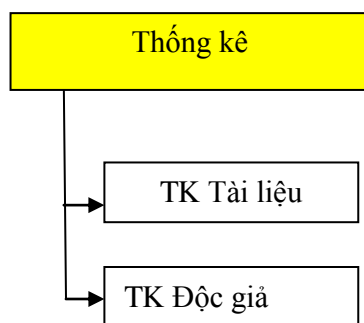 Thống kê
TK Tài liệu
TK Độc giả